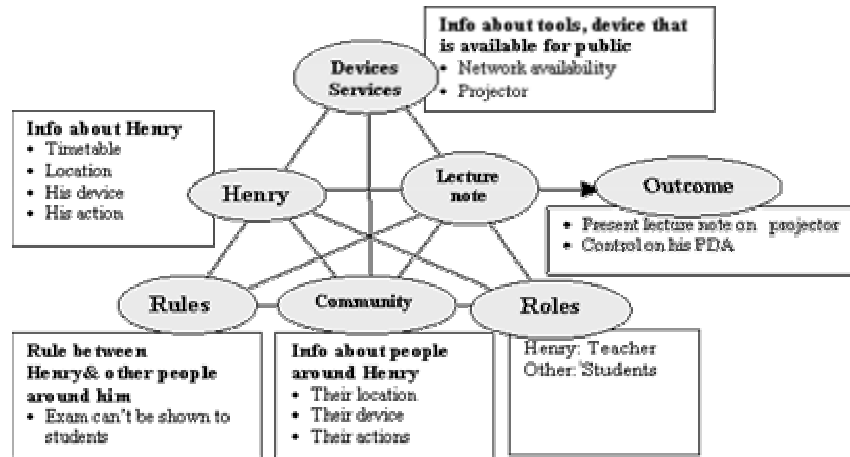 Info about tools, device that
is available for public
• Network availability
• Projector
Devices
Services
Info about Henry
• Timetable
• Location
• His device
• His action
Henry
Lecture
note
Outcome
• Present lecture note on projector
• Control on his PDA
Rules
Community
Roles
Rule between
Henry& other people
around him
• Exam can't be shown to
students
Info about people
around Henry
• Their location
• Their device
• Their actions
Henry: Teacher
Other: Students